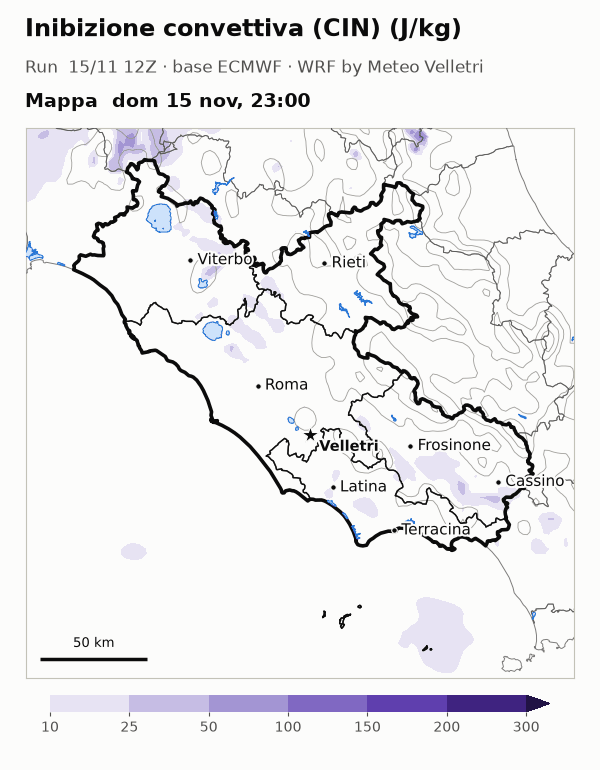 Inibizione convettiva (CIN) (J/kg)
Run 15/11 12Z · base ECMWF · WRF by Meteo Velletri
Mappa dom 15 nov, 23:00
Viterbo
Rieti
Roma
Velletri
Frosinone
Latina
Cassino
Terracina
50 km
10 25 50 100 150 200 300